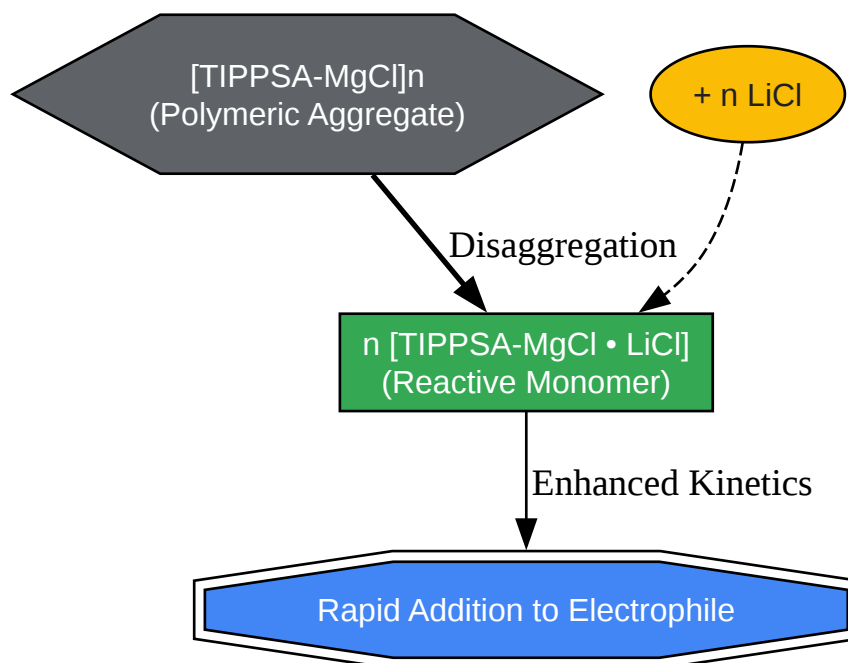 [TIPPSA-MgCl]n
(Polymeric Aggregate)
+ n LiCl
Disaggregation
n [TIPPSA-MgCl • LiCl]
(Reactive Monomer)
Enhanced Kinetics
Rapid Addition to Electrophile